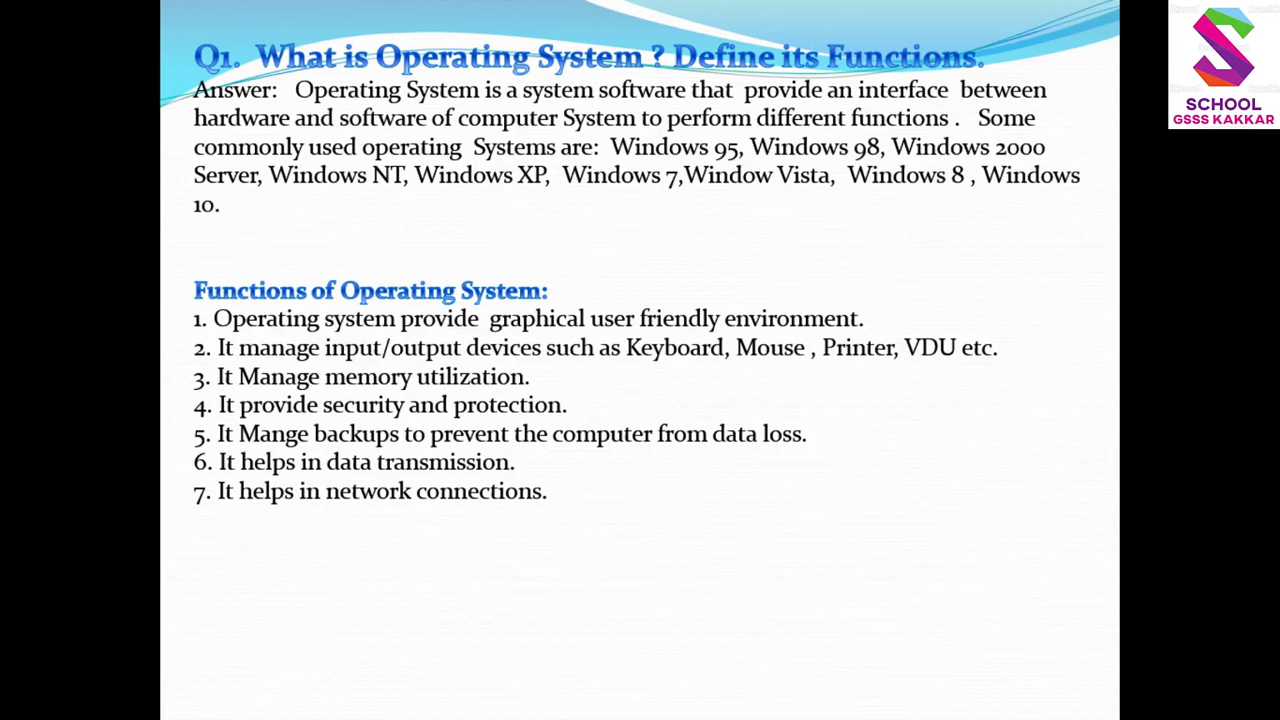 Q1. What is Operating System ? Define its Functions.
Answer: Operating System is a system software that provide an interface between
hardware and software of computer System to perform different functions . Some
commonly used operating Systems are: Windows 95, Windows 98, Windows 2000
Server, Windows NT, Windows XP, Windows 7,Window Vista, Windows 8 , Windows
10.
Functions of Operating System:
1. Operating system provide graphical user friendly environment.
2. It manage input/output devices such as Keyboard, Mouse , Printer, VDU etc.
3. It Manage memory utilization.
4. It provide security and protection.
5. It Mange backups to prevent the computer from data loss.
6. It helps in data transmission.
7. It helps in network connections.
SCHOOL
GSSS KAKKAR